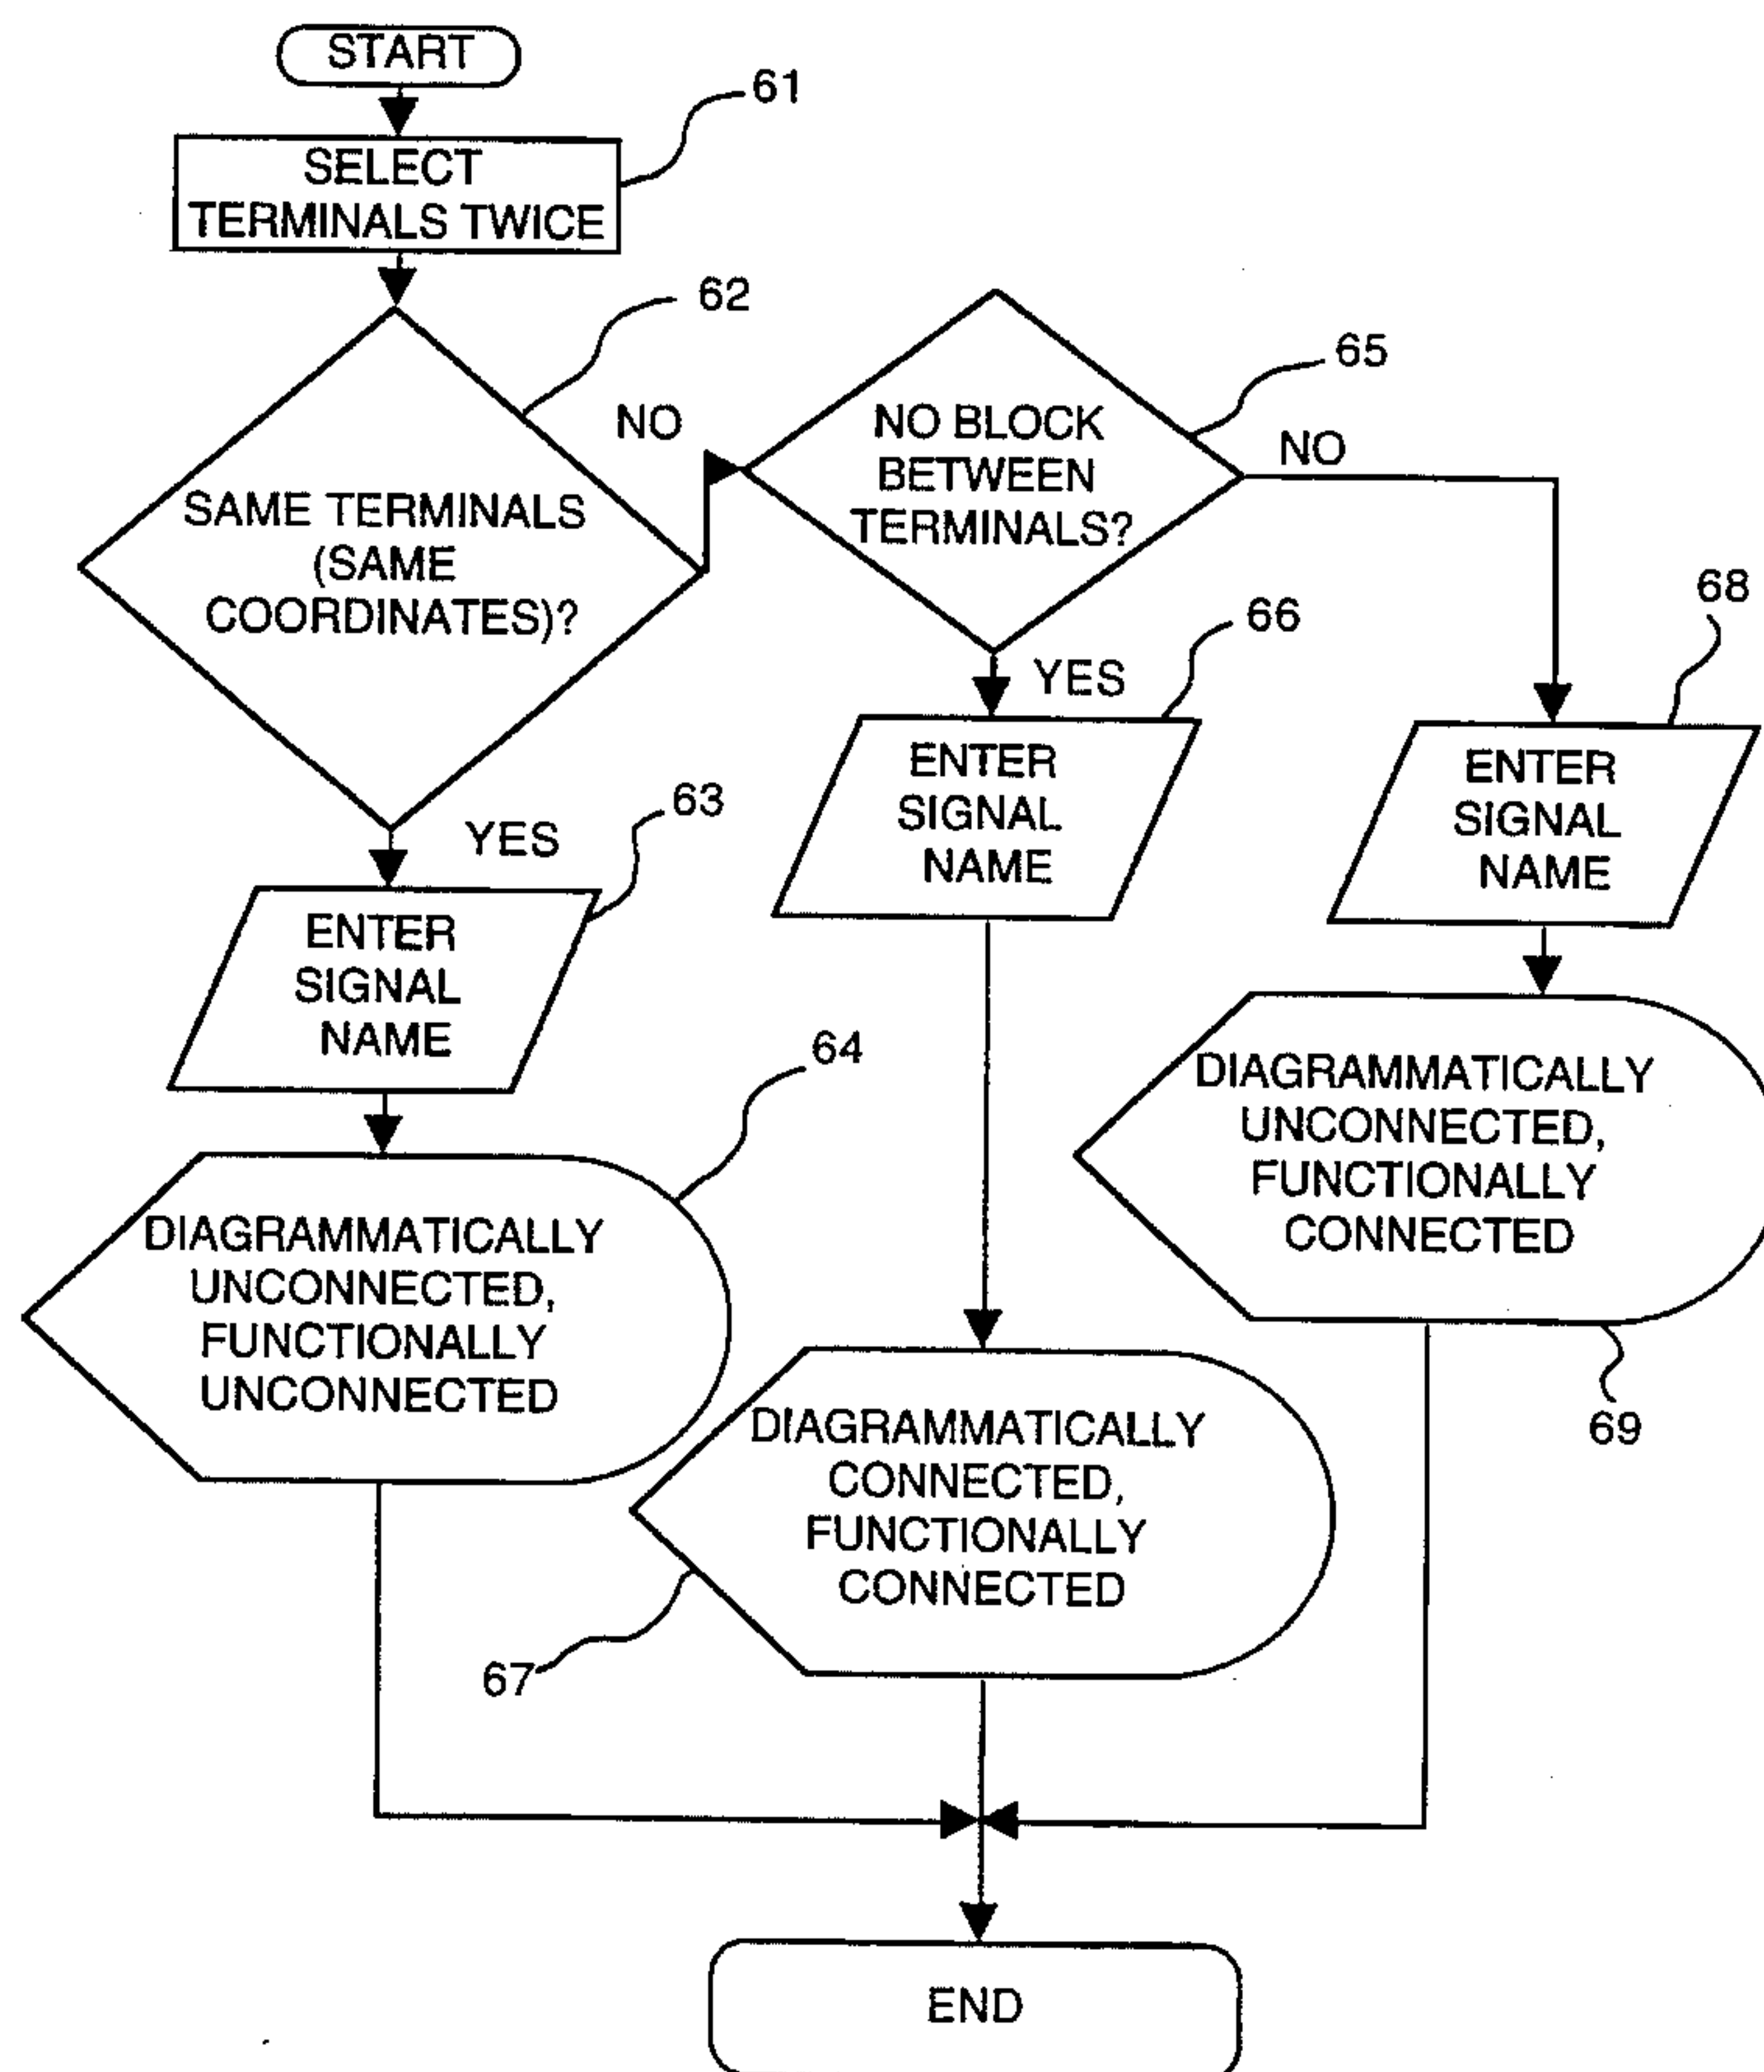 START
61
SELECT
TERMINALS TWICE
62
NO
SAME TERMINALS
(SAME
COORDINATES)?
YES
65
NO BLOCK
BETWEEN
TERMINALS?
NO
YES
63
ENTER
SIGNAL
NAME
66
ENTER
SIGNAL
NAME
68
ENTER
SIGNAL
NAME
64
DIAGRAMMATICALLY
UNCONNECTED,
FUNCTIONALLY
UNCONNECTED
DIAGRAMMATICALLY
CONNECTED,
FUNCTIONALLY
CONNECTED
67
DIAGRAMMATICALLY
UNCONNECTED,
FUNCTIONALLY
CONNECTED
69
END